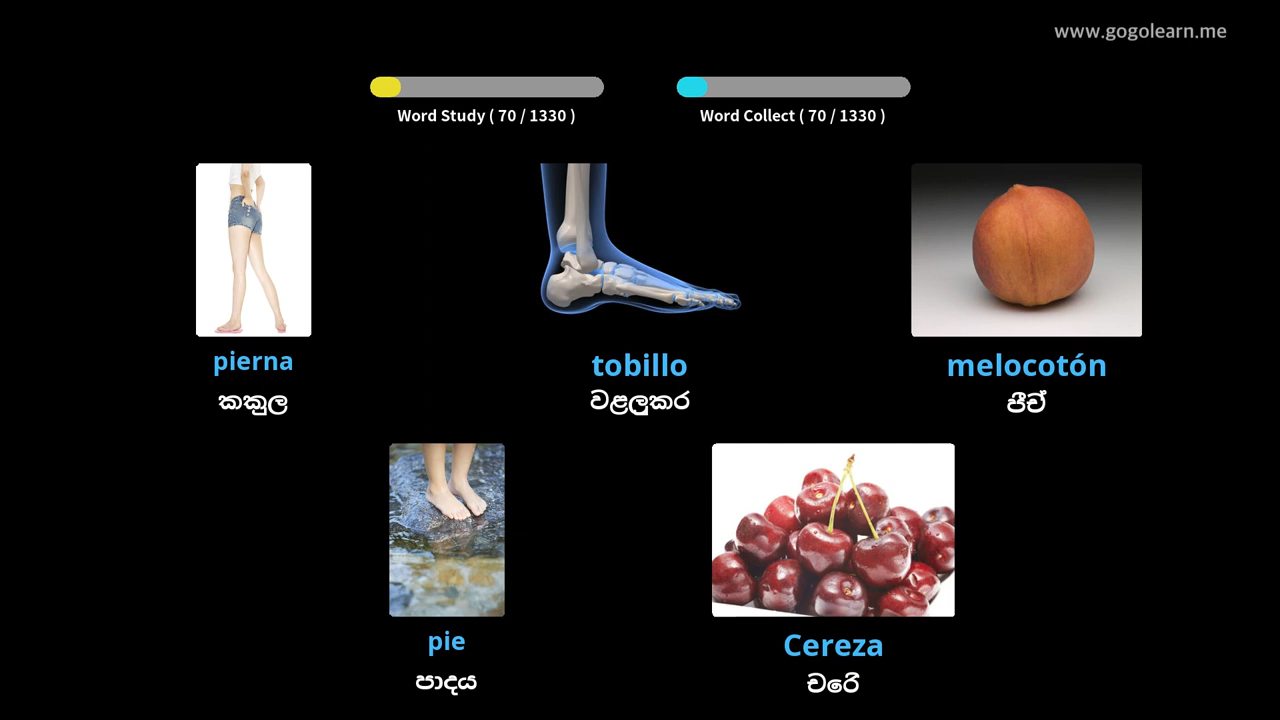 www.gogolearn.me
Word Study ( 70 / 1330 )
Word Collect ( 70 / 1330 )
pierna
tobillo
melocotón
කකුල
වළලුකර
පීච්
pie
Cereza
පාදය
චෙරි